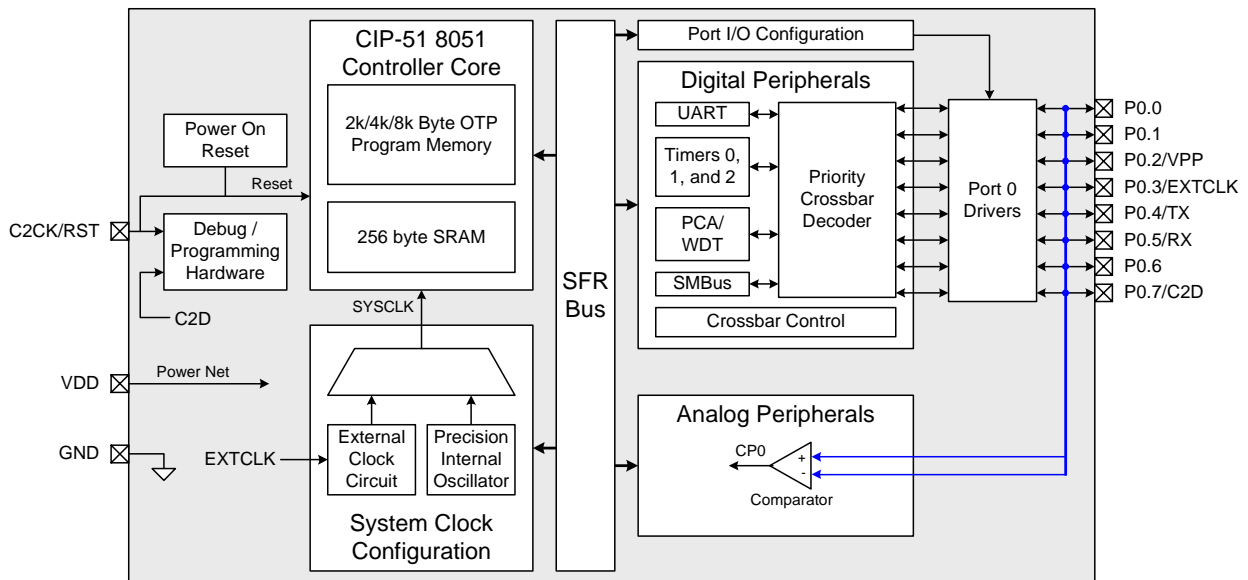 CIP-51 8051
Controller Core
2k/4k/8k Byte OTP
Program Memory
256 byte SRAM
Power On
Reset
Reset
C2CK/RST
Debug /
Programming
Hardware
C2D
VDD
Power Net
GND
SYSCLK
EXTCLK
External
Clock
Circuit
Precision
Internal
Oscillator
System Clock
Configuration
SFR
Bus
Port I/O Configuration
Digital Peripherals
UART
Timers 0,
1, and 2
PCA/
WDT
SMBus
Priority
Crossbar
Decoder
Crossbar Control
Port 0
Drivers
P0.0
P0.1
P0.2/VPP
P0.3/EXTCLK
P0.4/TX
P0.5/RX
P0.6
P0.7/C2D
Analog Peripherals
CP0
+
-
Comparator